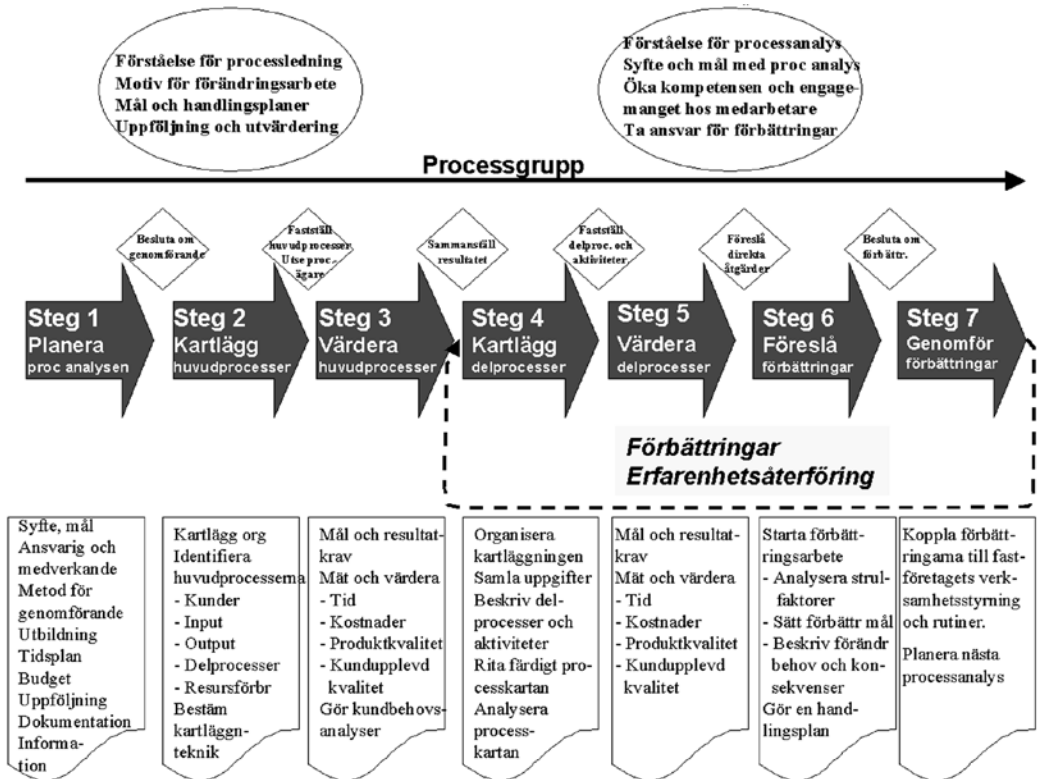 Förståelse för processledning
Motiv för förändringsarbete
Mål och handlingsplaner
Uppföljning och utvärdering
Förståelse för processanalys
Syfte och mål med proc analys
Öka kompetensen och engage-
manget hos medarbetare
Ta ansvar för förbättringar
Processgrupp
Besluta om
genomförande
Fastställ
huvudprocesser
Utse proc.-
ägare
Sammanställ
resultatet
Fastställ
delproc. och
aktiviteter
Föreslå
direkta
åtgärder
Besluta om
förbättr.
Steg 1
Planera
proc analysen
Steg 2
Kartlägg
huvudprocesser
Steg 3
Värdera
huvudprocesser
Steg 4
Kartlägg
delprocesser
Steg 5
Värdera
delprocesser
Steg 6
Föreslå
förbättringar
Steg 7
Genomför
förbättringar
Förbättringar
Erfarenhetsåterföring
Syfte, mål
Ansvarig och
medverkande
Metod för
genomförande
Utbildning
Tidsplan
Budget
Uppföljning
Dokumentation
Informa-
tion
Kartlägg org
Identifiera
huvudprocesserna
- Kunder
- Input
- Output
- Delprocesser
- Resursförbr
Bestäm
kartläggn-
teknik
Mål och resultat-
krav
Mät och värdera
- Tid
- Kostnader
- Produktkvalitet
- Kundupplevd
kvalitet
Gör kundbehovs-
analyser
Organisera
kartläggningen
Samla uppgifter
Beskriv del-
processer och
aktiviteter
Rita färdigt pro-
cesskartan
Analysera
process-
kartan
Mål och resultat-
krav
Mät och värdera
- Tid
- Kostnader
- Produktkvalitet
- Kundupplevd
kvalitet
Starta förbätt-
ringsarbete
- Analysera strul-
faktorer
- Sätt förbättr mål
- Beskriv förändr
behov och kon-
sekvenser
Gör en hand-
lingsplan
Koppla förbätt-
ringarna till fast-
företagets verk-
samhetsstyrning
och rutiner.
Planera nästa
processanalys